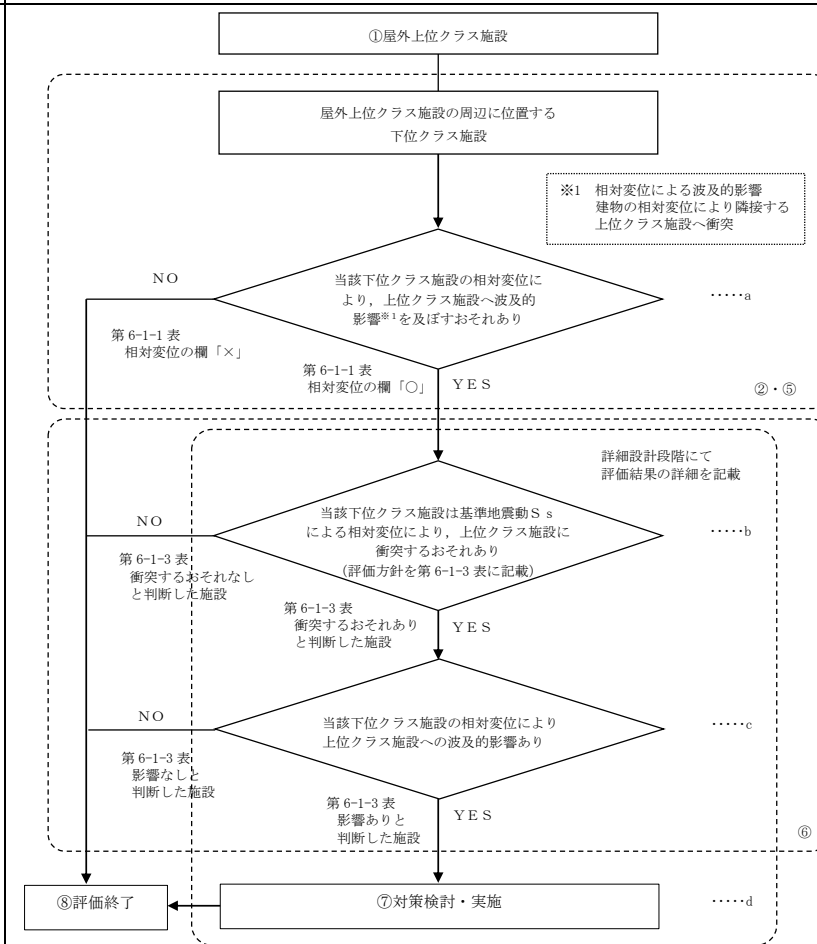 ①屋外上位クラス施設
屋外上位クラス施設の周辺に位置する
下位クラス施設
※1 相対変位による波及的影響
建物の相対変位により隣接する
上位クラス施設へ衝突
NO
当該下位クラス施設の相対変位に
より,上位クラス施設へ波及的
影響※1を及ぼすおそれあり
・・・・・a
第 6-1-1 表
相対変位の欄「×」
第 6-1-1 表
相対変位の欄「○」
YES
②・⑤
詳細設計段階にて
評価結果の詳細を記載
NO
当該下位クラス施設は基準地震動Ss
による相対変位により,上位クラス施設に
衝突するおそれあり
(評価方針を第 6-1-3 表に記載)
・・・・・b
第 6-1-3 表
衝突するおそれなし
と判断した施設
第 6-1-3 表
衝突するおそれあり
と判断した施設
YES
NO
当該下位クラス施設の相対変位により
上位クラス施設への波及的影響あり
・・・・・c
第 6-1-3 表
影響なしと
判断した施設
第 6-1-3 表
影響ありと
判断した施設
YES
⑥
⑧評価終了
⑦対策検討・実施
・・・・・d